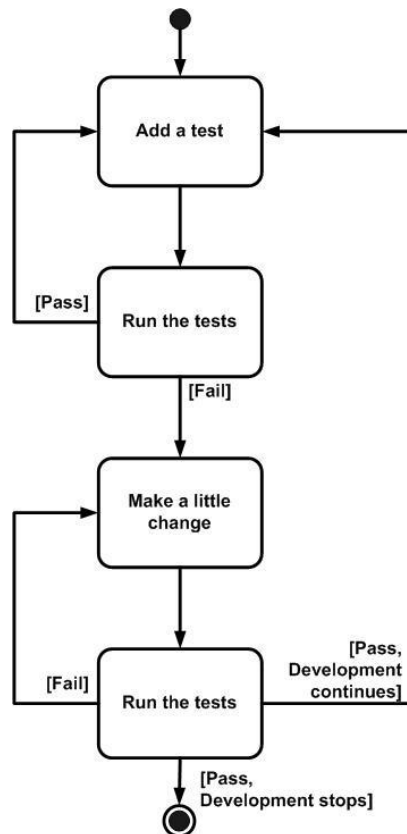 Add a test
[Pass]
Run the tests
[Fail]
Make a little
change
[Pass,
Development
continues]
[Fail]
Run the tests
[Pass,
Development stops]